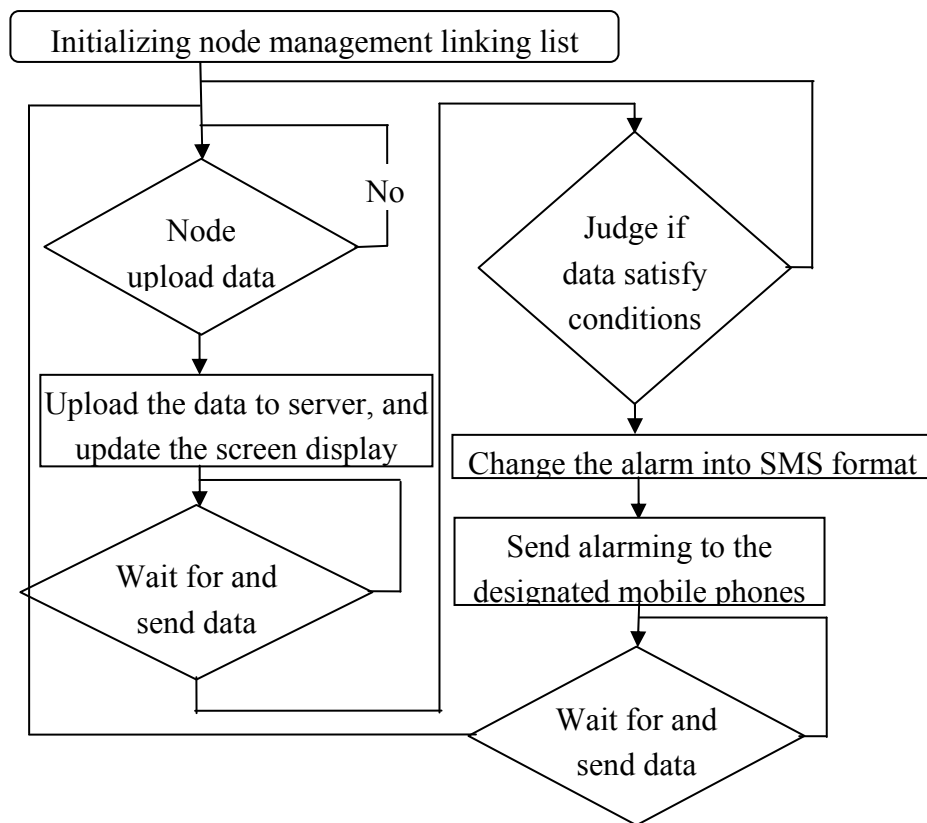 Initializing node management linking list
No
Node
upload data
Upload the data to server, and
update the screen display
Wait for and
send data
Judge if
data satisfy
conditions
Change the alarm into SMS format
Send alarming to the
designated mobile phones
Wait for and
send data